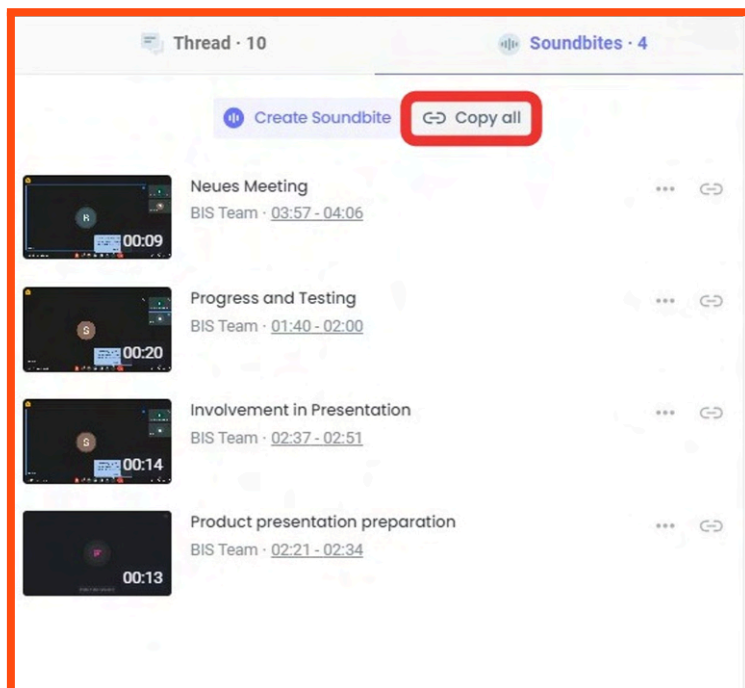 Thread · 10
Soundbites · 4
Create Soundbite
Copy all
Neues Meeting
BIS Team · 03:57 - 04:06
R
00:09
Progress and Testing
BIS Team · 01:40 - 02:00
S
00:20
Involvement in Presentation
BIS Team · 02:37 - 02:51
S
00:14
Product presentation preparation
BIS Team · 02:21 - 02:34
00:13